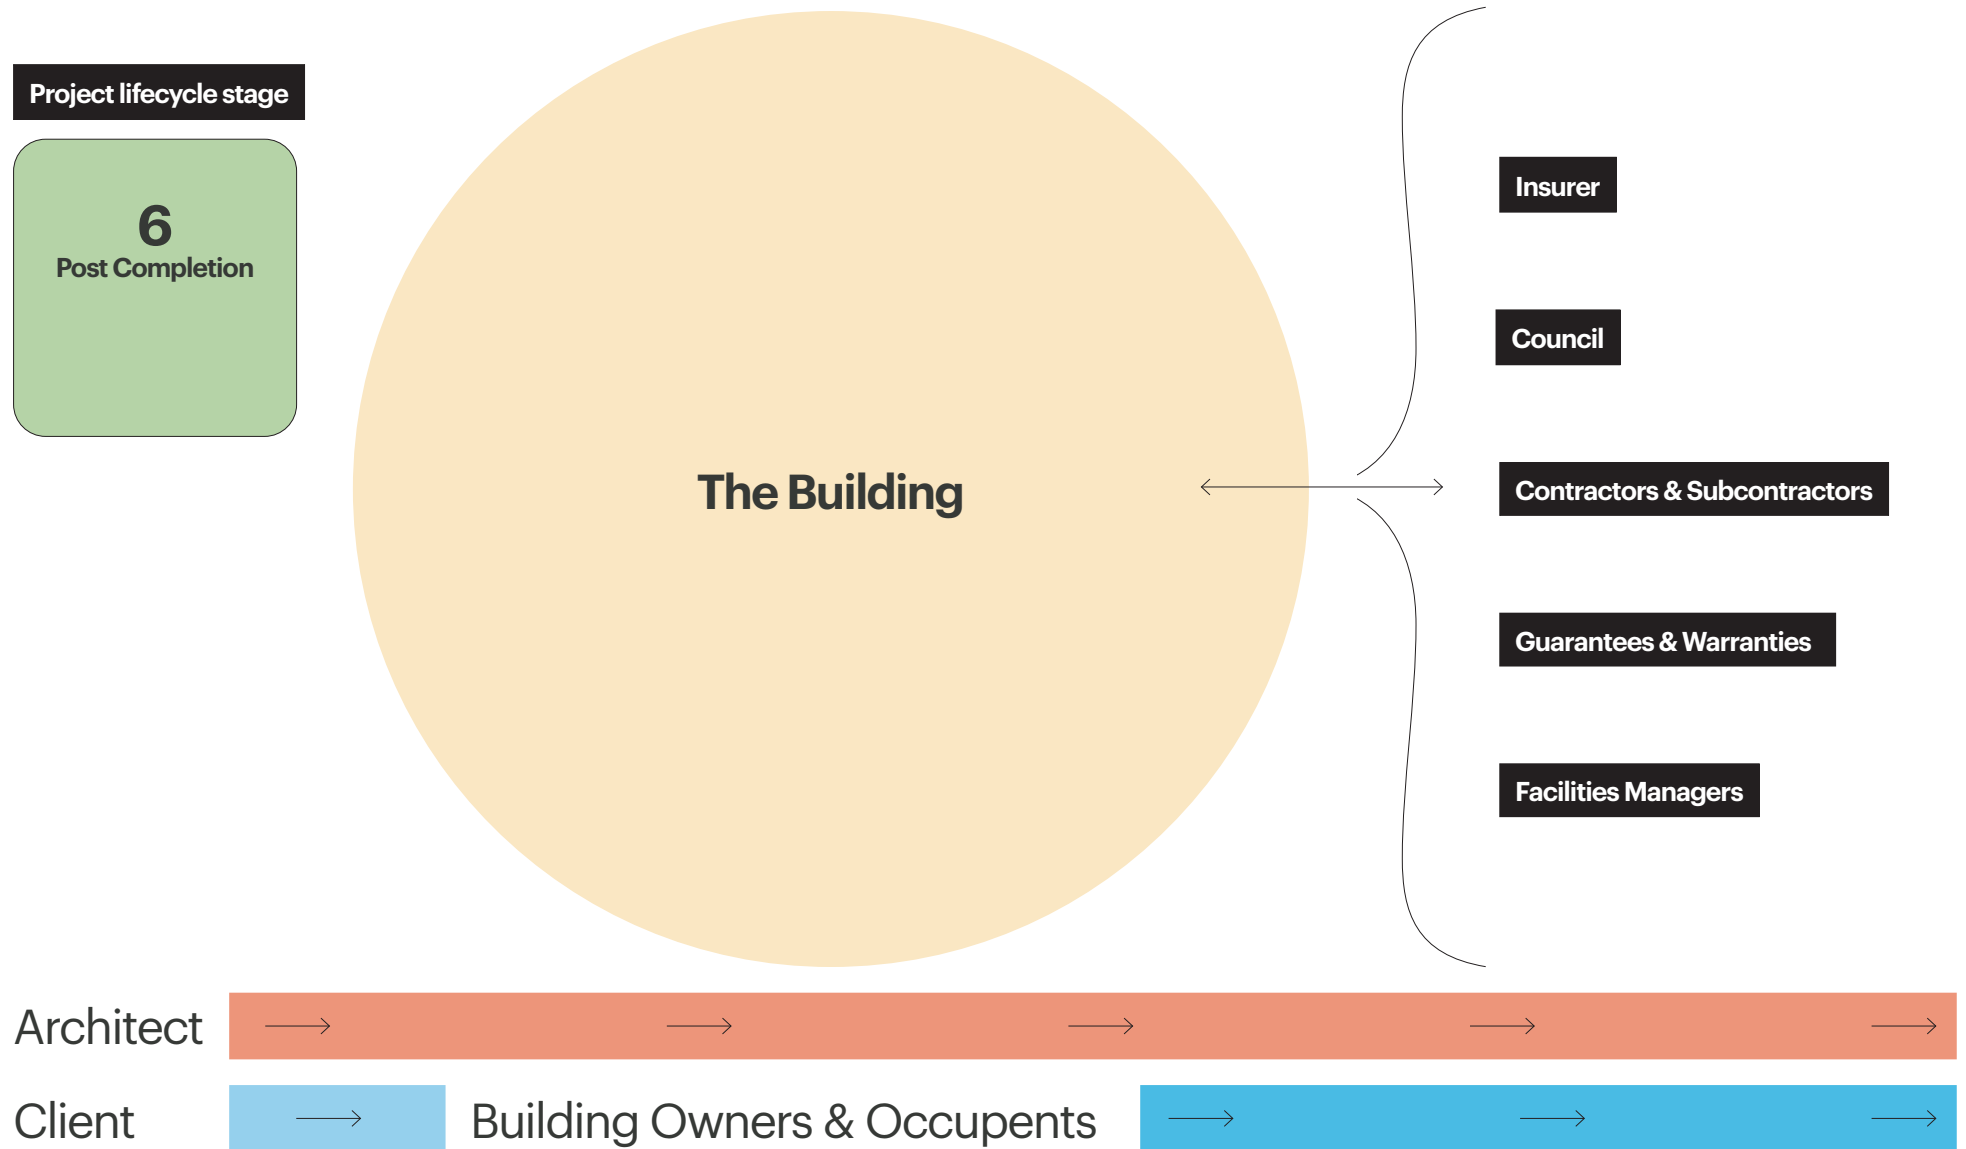 Project lifecycle stage
6
Post Completion
The Building
Insurer
Council
Contractors & Subcontractors
Guarantees & Warranties
Facilities Managers
Architect
Client
Building Owners & Occupents